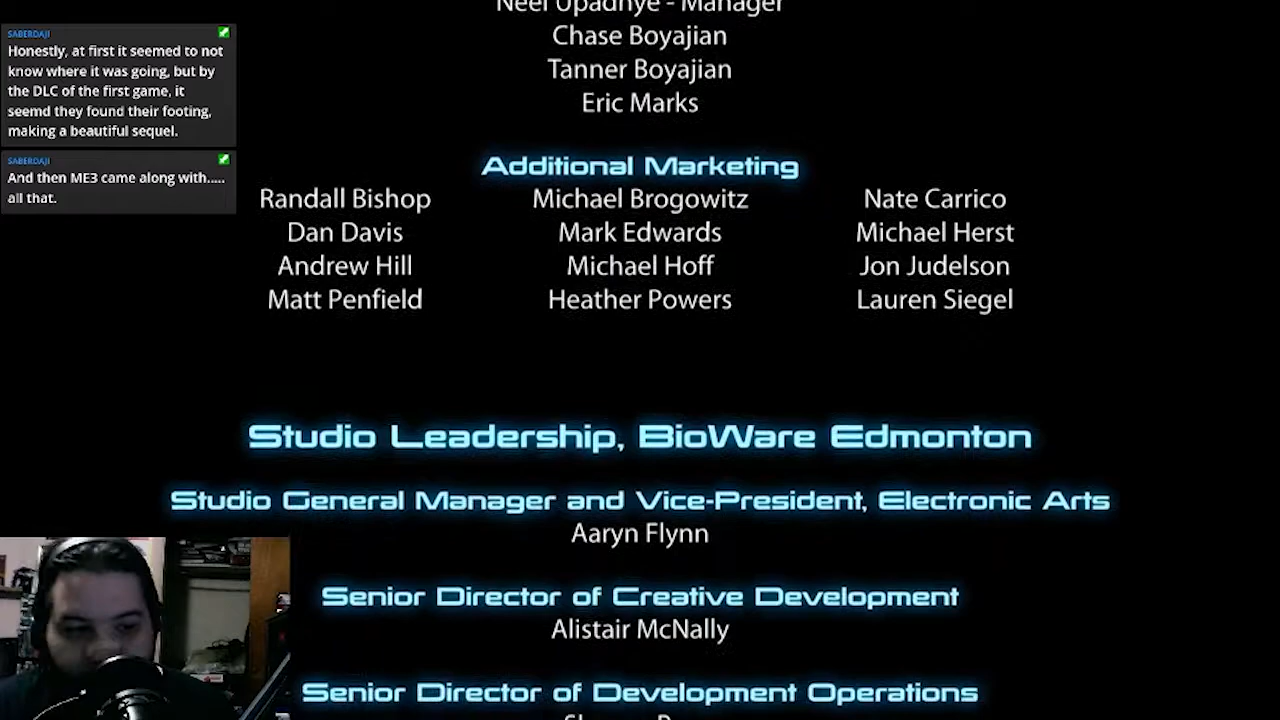 SABERDAJI
Honestly, at first it seemed to not
know where it was going, but by
the DLC of the first game, it
seemd they found their footing,
making a beautiful sequel.
SABERDAJI
And then ME3 came along with.....
all that.
Neel Upadhye - Manager
Chase Boyajian
Tanner Boyajian
Eric Marks
Additional Marketing
Randall Bishop Michael Brogowitz Nate Carrico
Dan Davis Mark Edwards Michael Herst
Andrew Hill Michael Hoff Jon Judelson
Matt Penfield Heather Powers Lauren Siegel
Studio Leadership, BioWare Edmonton
Studio General Manager and Vice-President, Electronic Arts
Aaryn Flynn
Senior Director of Creative Development
Alistair McNally
Senior Director of Development Operations